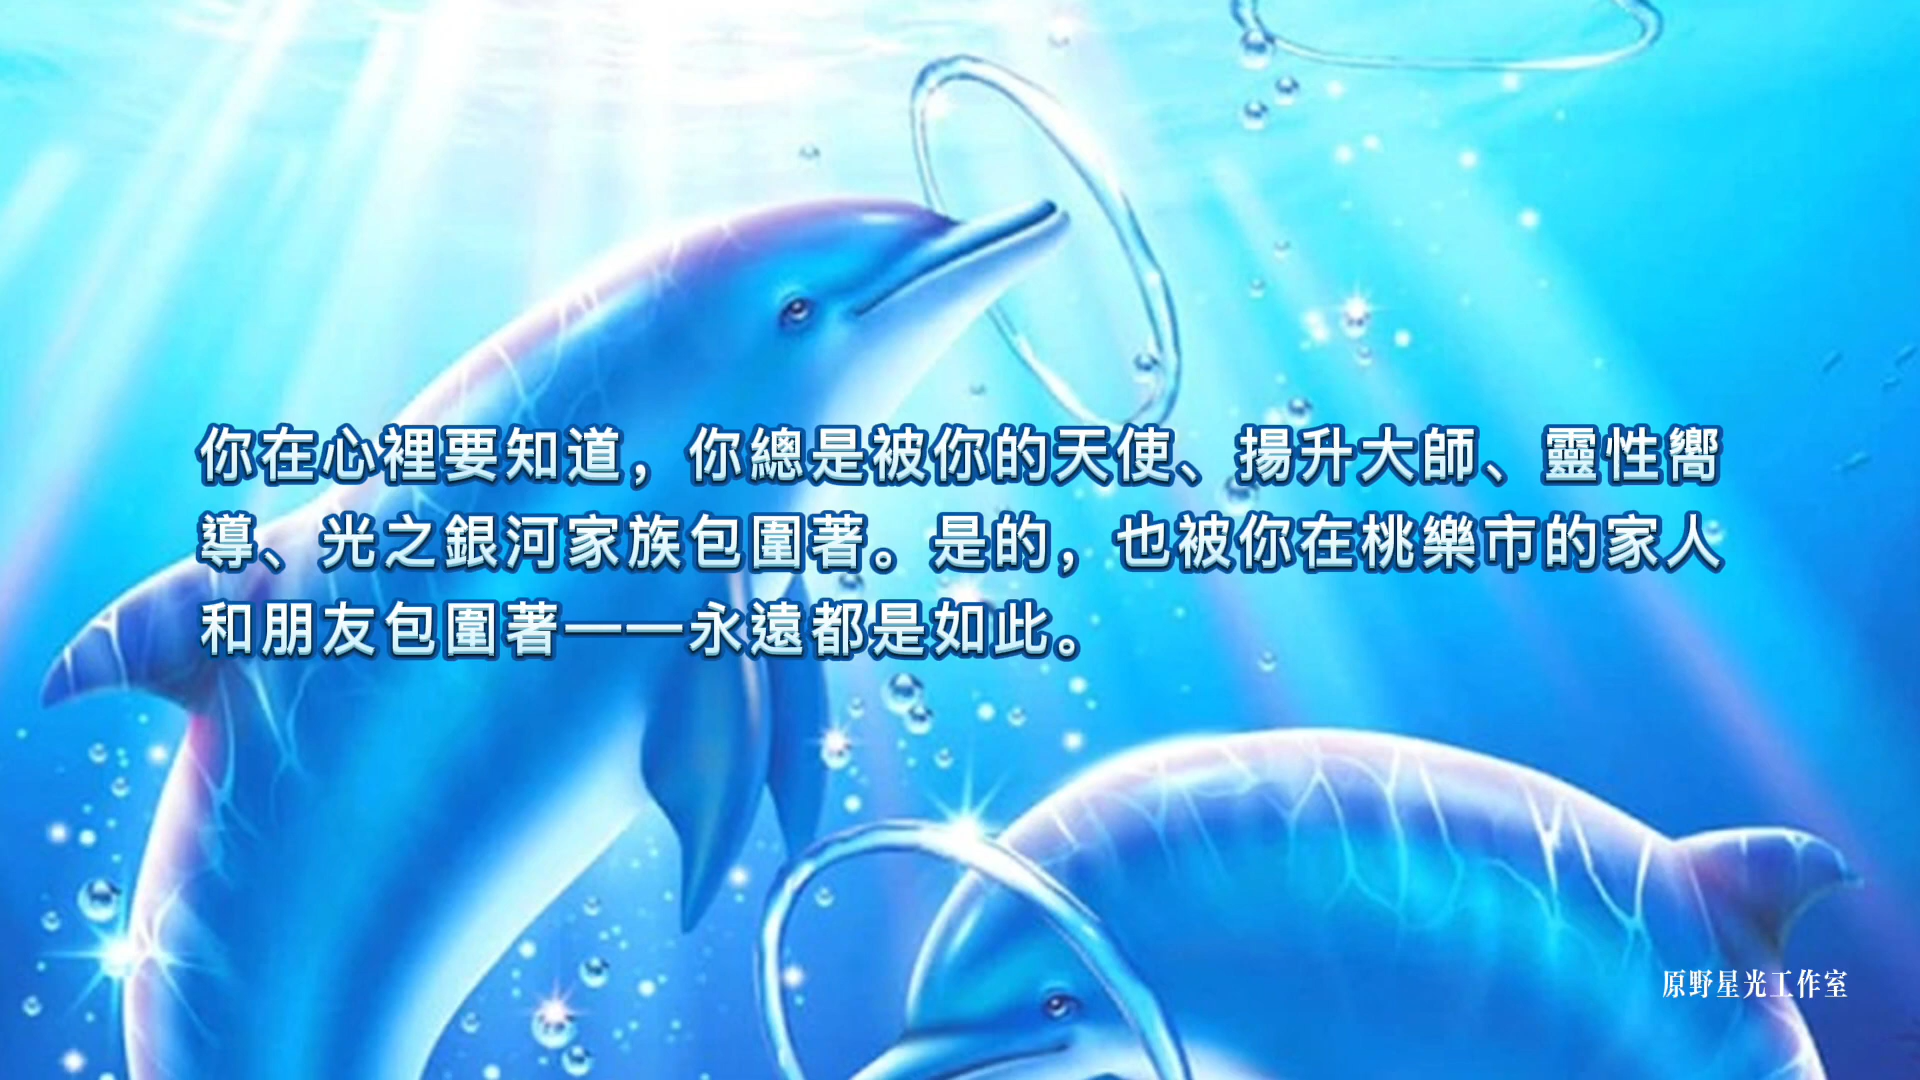 你在心裡要知道，你總是被你的天使、揚升大師、靈性嚮
導、光之銀河家族包圍著。是的，也被你在桃樂市的家人
和朋友包圍著——永遠都是如此。
原野星光工作室